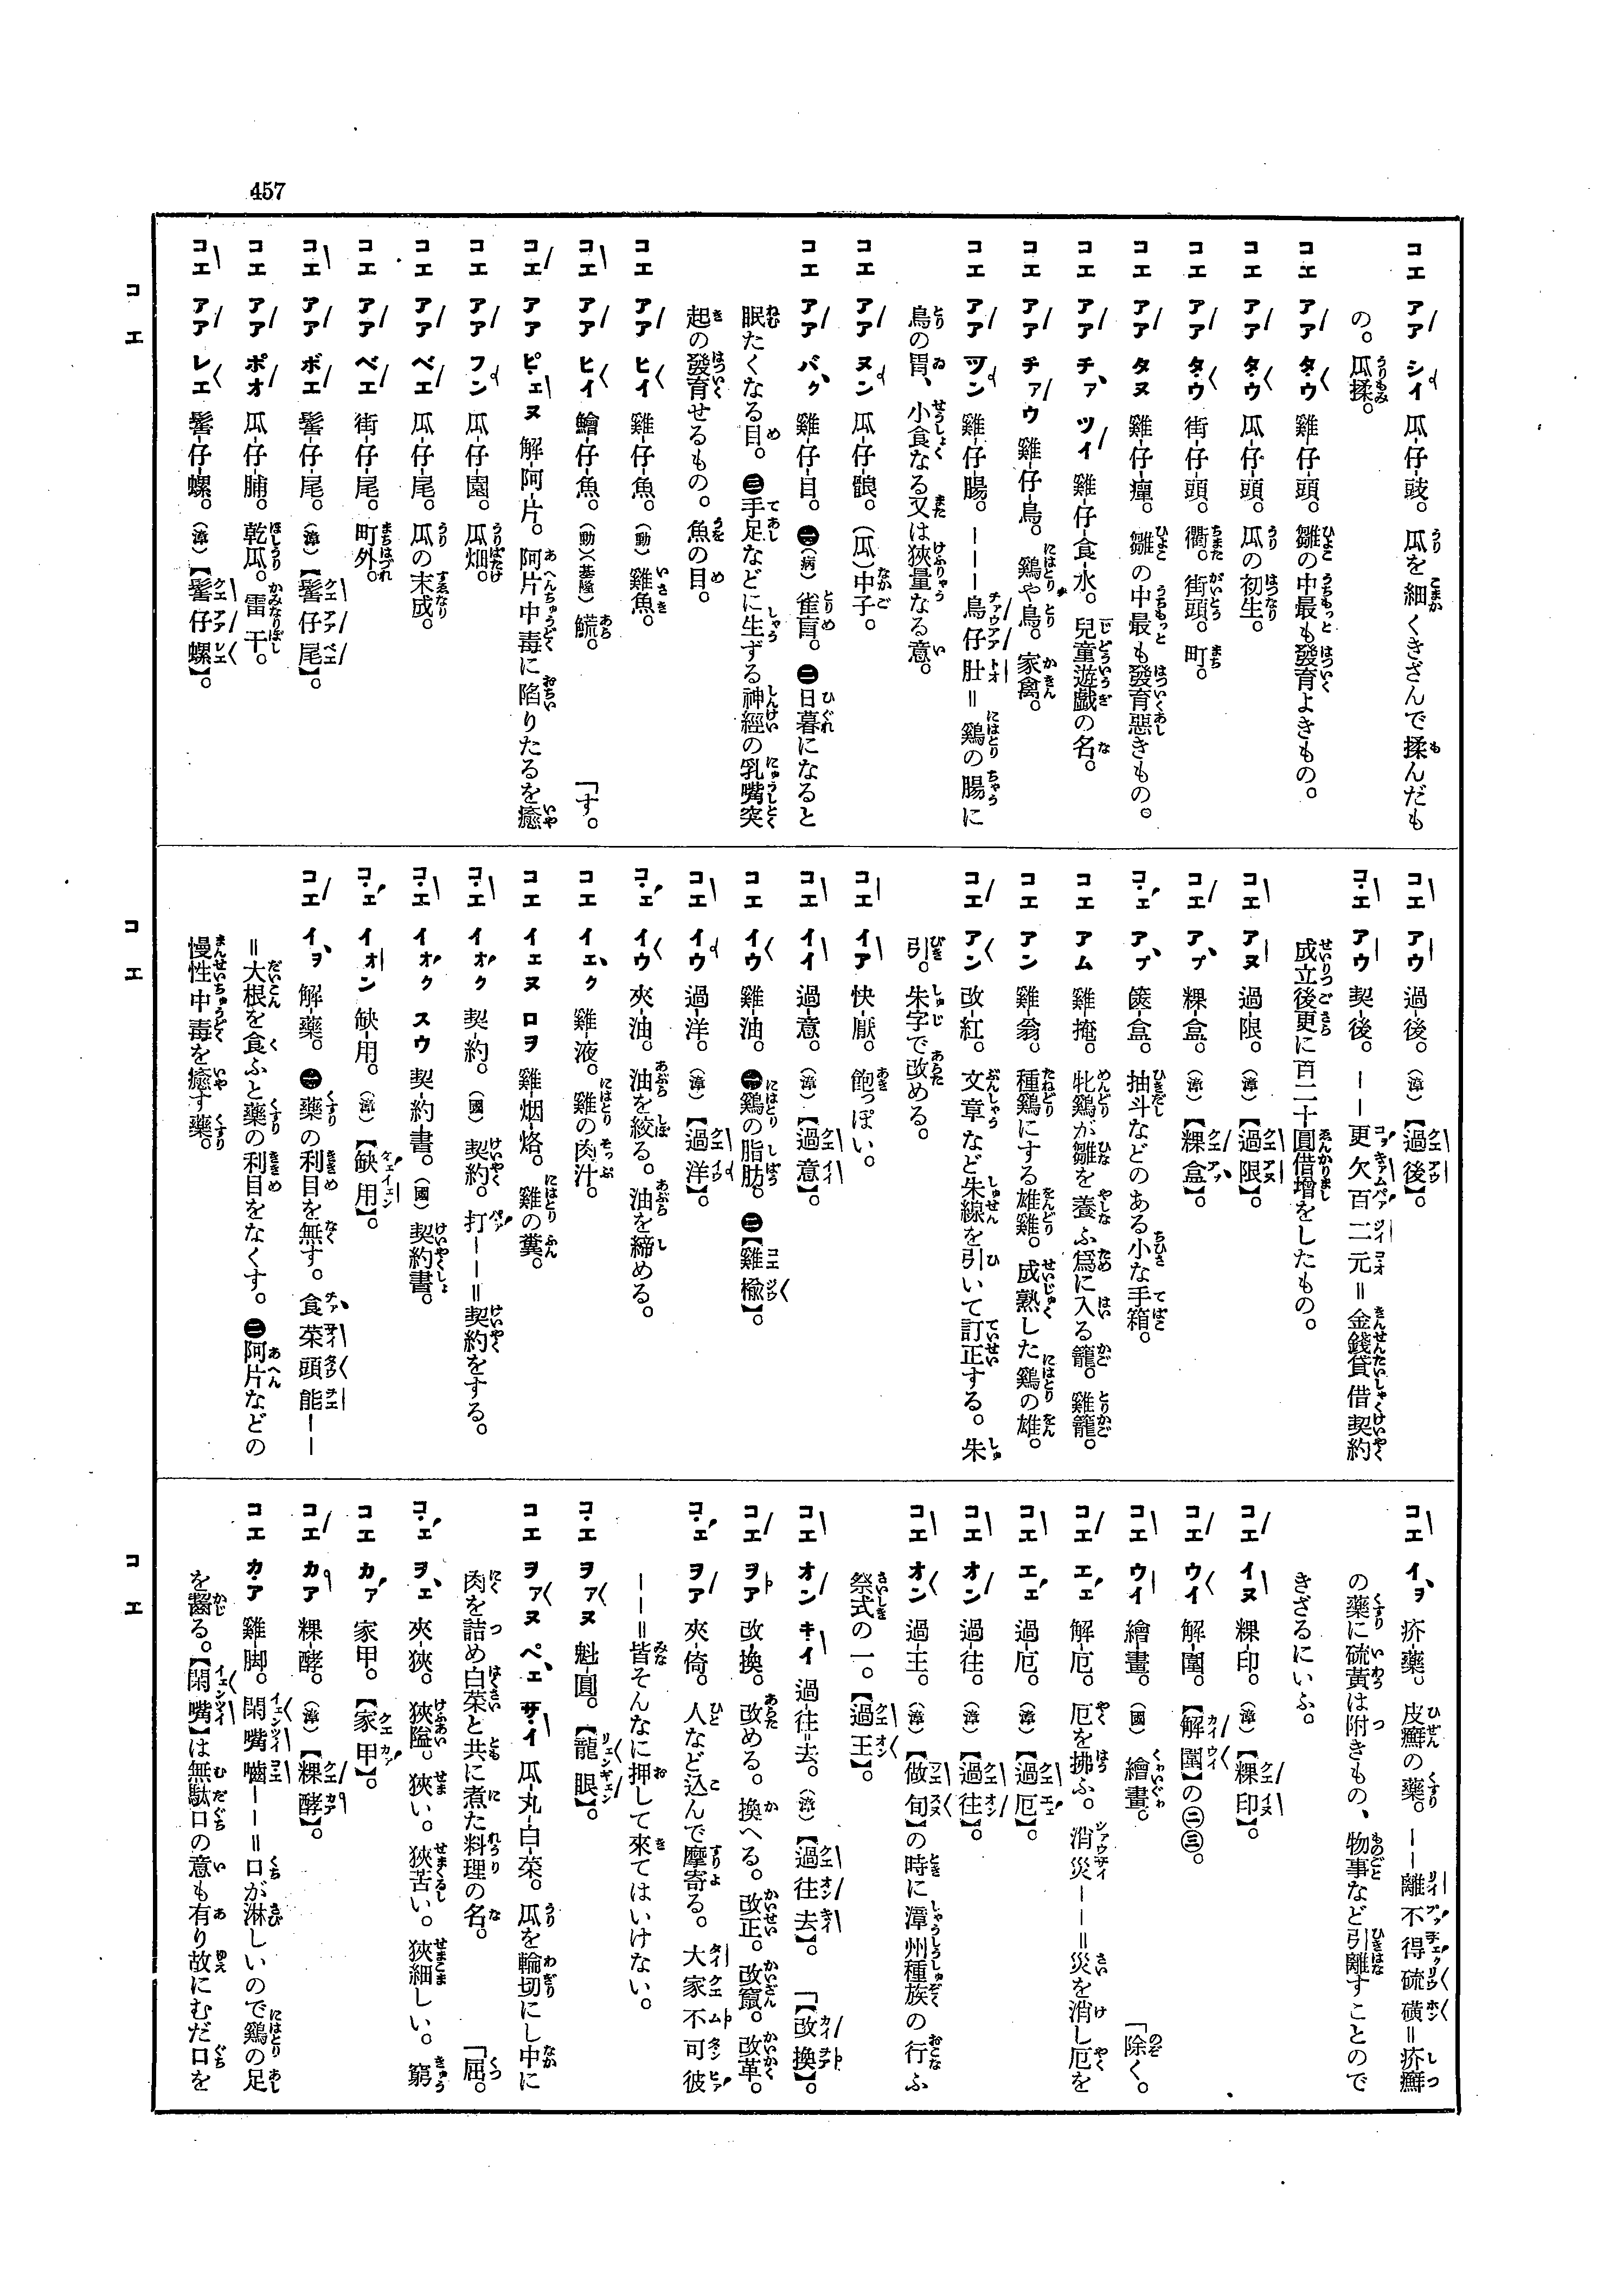 457
コエ アア シイ 瓜-仔-豉。 瓜を細くきざんで揉んだも
の。瓜揉。
コエ アア タ・ウ 雞-仔-頭。 雛の中最も發育よきもの。
コエ アア タ・ウ 瓜-仔-頭。 瓜の初生。
コエ アア タ・ウ 街-仔-頭。 衢。街頭。町。
コエ アア タヌ 雞-仔-癉。 雛の中最も發育惡きもの。
コエ アア チァ ツイ 雞-仔-食-水。 兒童遊戲の名。
コエ アア チァウ 雞-仔-鳥。 鷄や鳥。家禽。
コエ アア ツン 雞-仔-腸。 ｜｜｜鳥仔肚＝鷄の腸に
鳥の胃、小食なる又は狹量なる意。
コエ アア ヌン 瓜-仔-𩩍。 (瓜)中子。
コエ アア バク 雞-仔-目。 ㊀(病)雀盲。㊁日暮になると
眠たくなる目。㊂手足などに生ずる神經の乳嘴突
起の發育せるもの。魚の目。
コエ アア ヒイ 雞-仔-魚。(動)雞魚。
コエ アア ヒイ 鱠-仔-魚。(動)(基隆)𩺊。 「す。
コエ アア ピ・エヌ 解-阿-片。 阿片中毒に陷りたるを癒
コエ アア フン 瓜-仔-園。 瓜畑。
コエ アア ベエ 瓜-仔-尾。 瓜の末成。
コエ アア ベエ 街-仔-尾。 町外。
コエ アア ボエ 髻-仔-尾。(漳)【髻仔尾】。
コエ アア ポオ 瓜-仔-脯。 乾瓜。雷干。
コエ アア レエ 髻-仔-螺。(漳)【髻仔螺】。
コエ アウ 過-後。(漳)【過後】。
コ・エ アウ 契-後。 ｜｜更欠百二元＝金錢貸借契約
成立後更に百二十圓借增をしたもの。
コエ アヌ 過-限。(漳)【過限】。
コエ アプ 粿-盒。(漳)【粿盒】。
コ・エ アプ 篋-盒。 抽斗などのある小な手箱。
コエ アム 雞-掩。 牝鷄が雛を養ふ爲に入る籠。雞籠。
コエ アン 雞-翁。 種鷄にする雄雞。成熟した鷄の雄。
コエ アン 改-紅。 文章など朱線を引いて訂正する。朱
引。朱字で改める。
コエ イア 快-厭。 飽っぽい。
コエ イイ 過-意。(漳)【過意】。
コエ イウ 雞-油。 ㊀鷄の脂肪。㊁【雞楡】。
コエ イウ 過-洋。(漳)【過洋】。
コ・エ イウ 夾-油。 油を絞る。油を締める。
コエ イェク 雞-液。 雞の肉汁。
コエ イェヌ ロヲ 雞-烟-烙。 雞の糞。
コ・エ イオク 契-約。(國) 契約。打｜｜＝契約をする。
コ・エ イオク スウ 契-約-書。(國) 契約書。
コ・エ イオン 缺-用。(漳)【缺用】。
コエ イヲ 解-藥。 ㊀藥の利目を無す。食菜頭能｜｜
＝大根を食ふと藥の利目をなくす。㊁阿片などの
慢性中毒を癒す藥。
コエ イヲ 疥-藥。 皮癬の藥。｜｜離不得硫磺＝疥癬
の藥に硫黃は附きもの、物事など引離すことので
きざるにいふ。
コエ イヌ 粿-印。(漳)【粿印】。
コエ ウイ 解-圍。【解圍】の㊁㊂。
コエ ウイ 繪-畫。(國) 繪畫。 「除く。
コエ エェ 解-厄。 厄を拂ふ。消災｜｜＝災を消し厄を
コエ エェ 過-厄。(漳)【過厄】。
コエ オン 過-往。(漳)【過往】。
コエ オン 過-王。(漳)【做旬】の時に漳州種族の行ふ
祭式の一。【過王】。
コエ オン キ・イ 過-往-去。(漳)【過往去】。 「【改換】。
コエ ヲア 改-換。 改める。換へる。改正。改竄。改革。
コ・エ ヲア 夾-倚。 人など込んで摩寄る。大家不可彼
｜｜＝皆そんなに押して來てはいけない。
コ・エ ヲァヌ 魁-圓。【龍眼】。
コエ ヲァヌ ペェ サ・イ 瓜-丸-白-菜。 瓜を輪切にし中に
肉を詰め白菜と共に煮た料理の名。 「屈。
コ・エ ヲェ 夾-狹。 狹隘。狹い。狹苦い。狹細しい。窮
コエ カァ 家-甲。【家甲】。
コエ カア 粿-酵。(漳)【粿酵】。
コエ カ・ア 雞-脚。 閑嘴嚙｜｜＝口が淋しいので鷄の足
を齧る。【閑嘴】は無駄口の意も有り故にむだ口を
コ エ
コ エ
コ エ